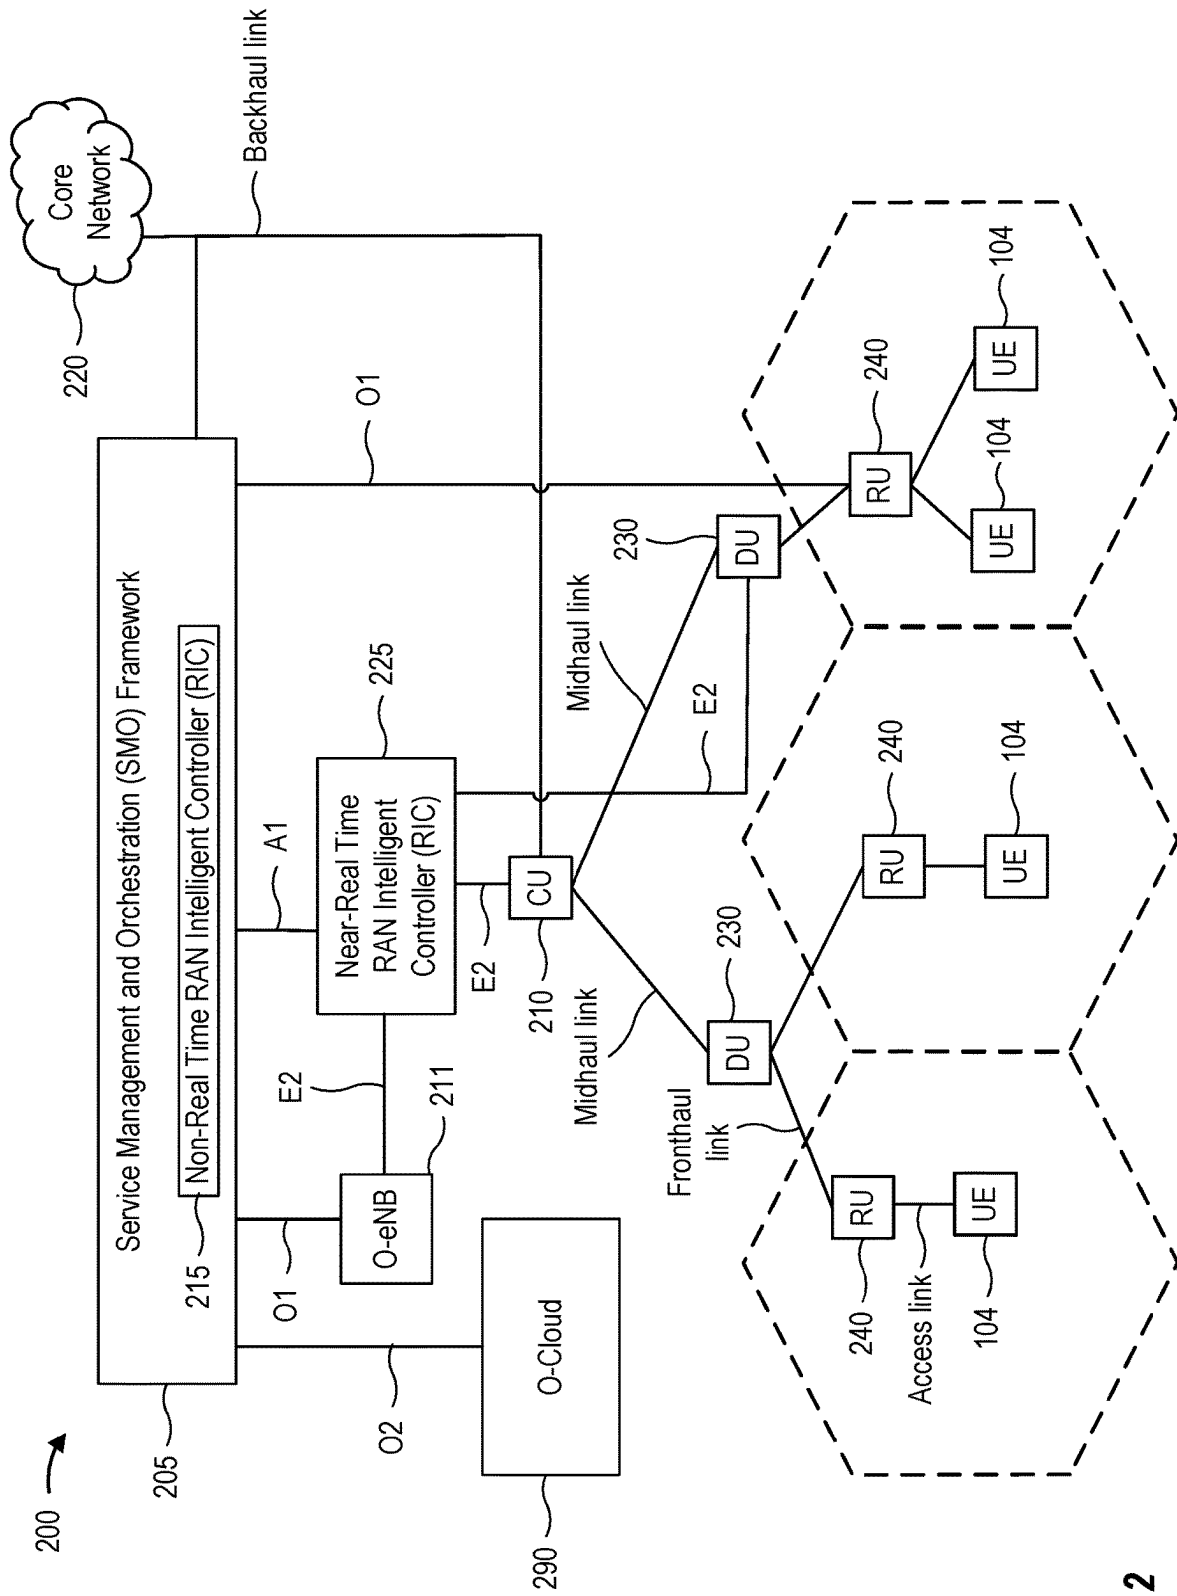 200
205
Service Management and Orchestration (SMO) Framework
215
Non-Real Time RAN Intelligent Controller (RIC)
220
Core
Network
Backhaul link
O2
O1
A1
O1
290
O-Cloud
O-eNB
211
E2
Near-Real Time
RAN Intelligent
Controller (RIC)
225
E2
CU
210
Midhaul link
Midhaul link
E2
DU
230
DU
230
Fronthaul
link
RU
240
RU
240
RU
240
Access link
UE
104
UE
104
UE
104
UE
104
2